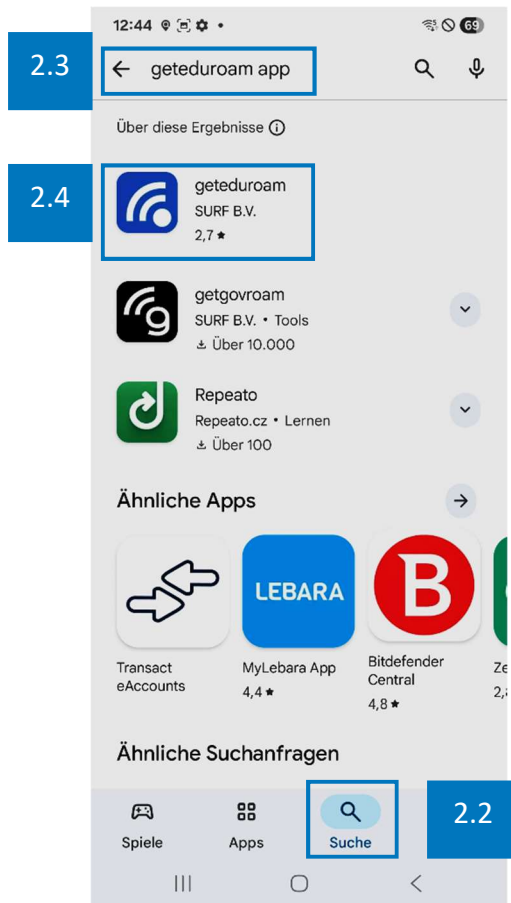 12:44
69
2.3
geteduroam app
Über diese Ergebnisse
2.4
geteduroam
SURF B.V.
2,7 ★
getgovroam
SURF B.V. • Tools
Über 10.000
Repeato
Repeato.cz • Lernen
Über 100
Ähnliche Apps
LEBARA
B
Transact
eAccounts
MyLebara App
4,4 ★
Bitdefender
Central
4,8 ★
Ze
2,
Ähnliche Suchanfragen
2.2
Spiele
Apps
Suche